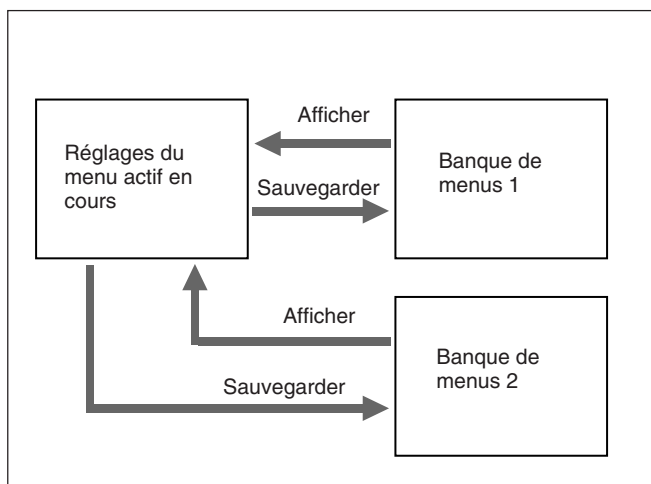 Afficher
Réglages du
menu actif en
cours
Sauvegarder
Banque de
menus 1
Afficher
Sauvegarder
Banque de
menus 2